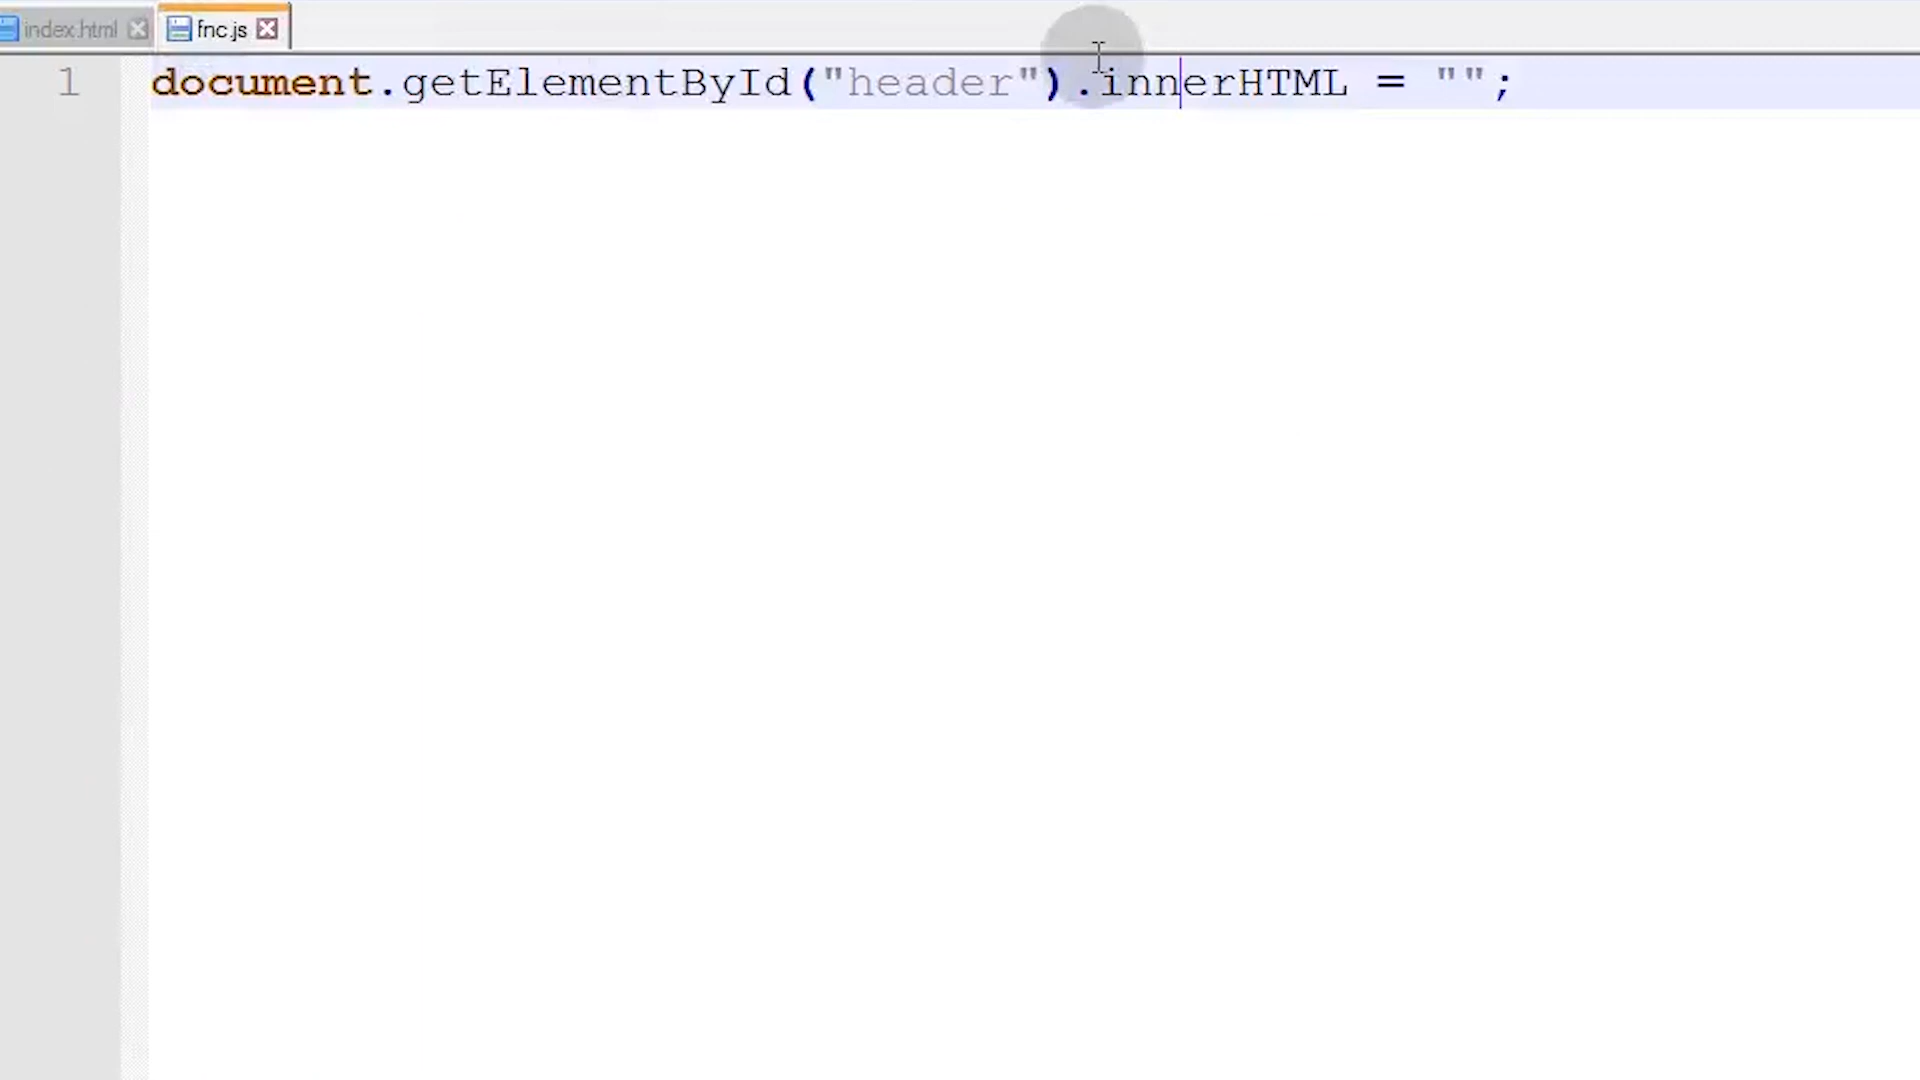 index.html
fnc.js
1
document.getElementById("header").innerHTML = "";